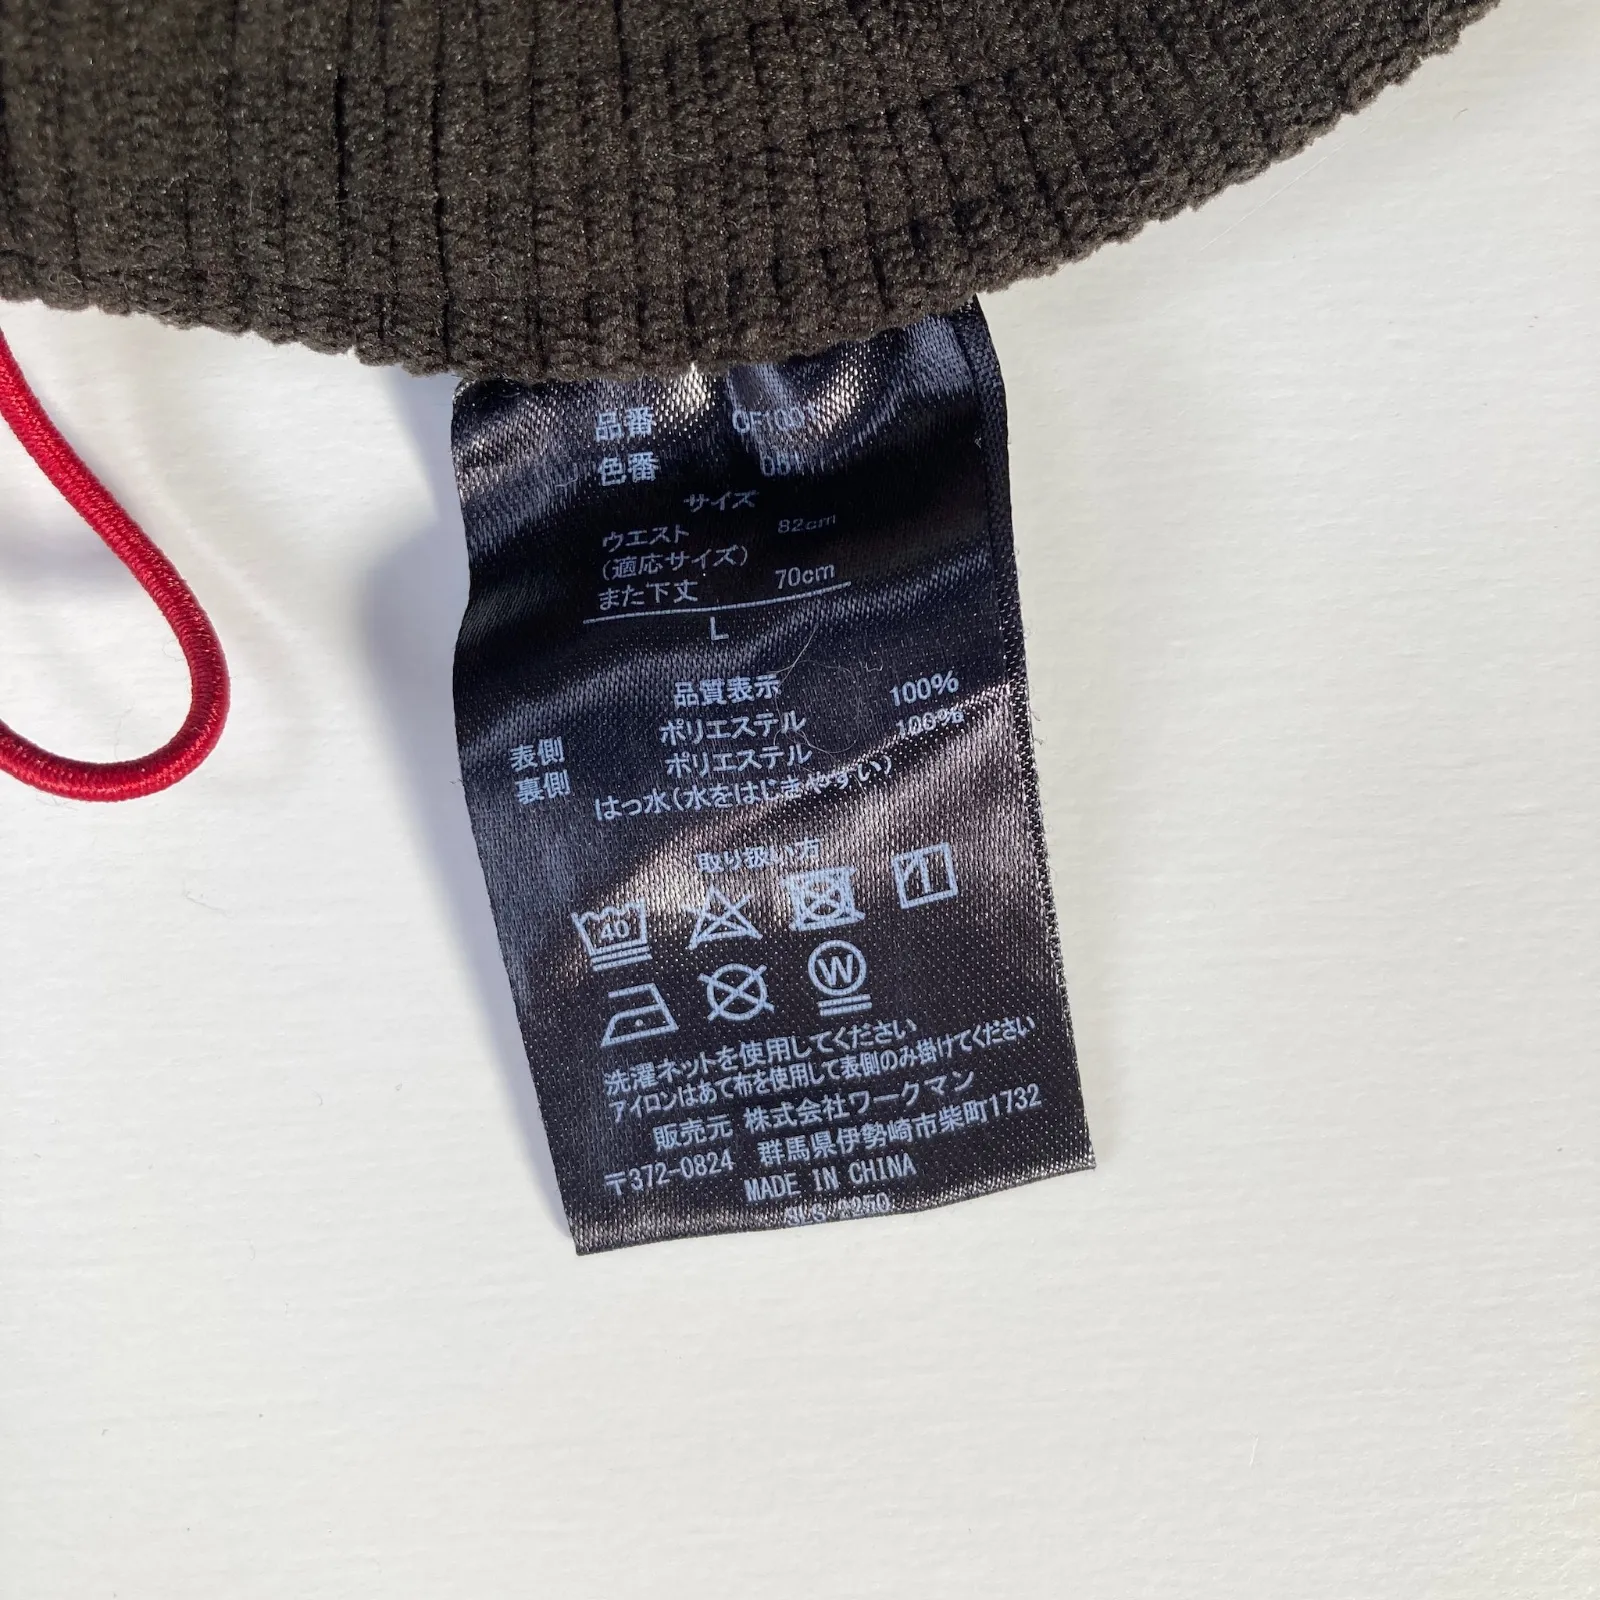 品番
色番
サイズ
ウエスト 82cm
(適応サイズ)
また下丈 70cm
L
品質表示
表側 ポリエステル 100%
裏側 ポリエステル 100%
はっ水(水をはじきやすい)
取り扱い方
40
W
洗濯ネットを使用してください
アイロンはあて布を使用して表側のみ掛けてください
販売元 株式会社ワークマン
〒372-0824 群馬県伊勢崎市柴町1732
MADE IN CHINA